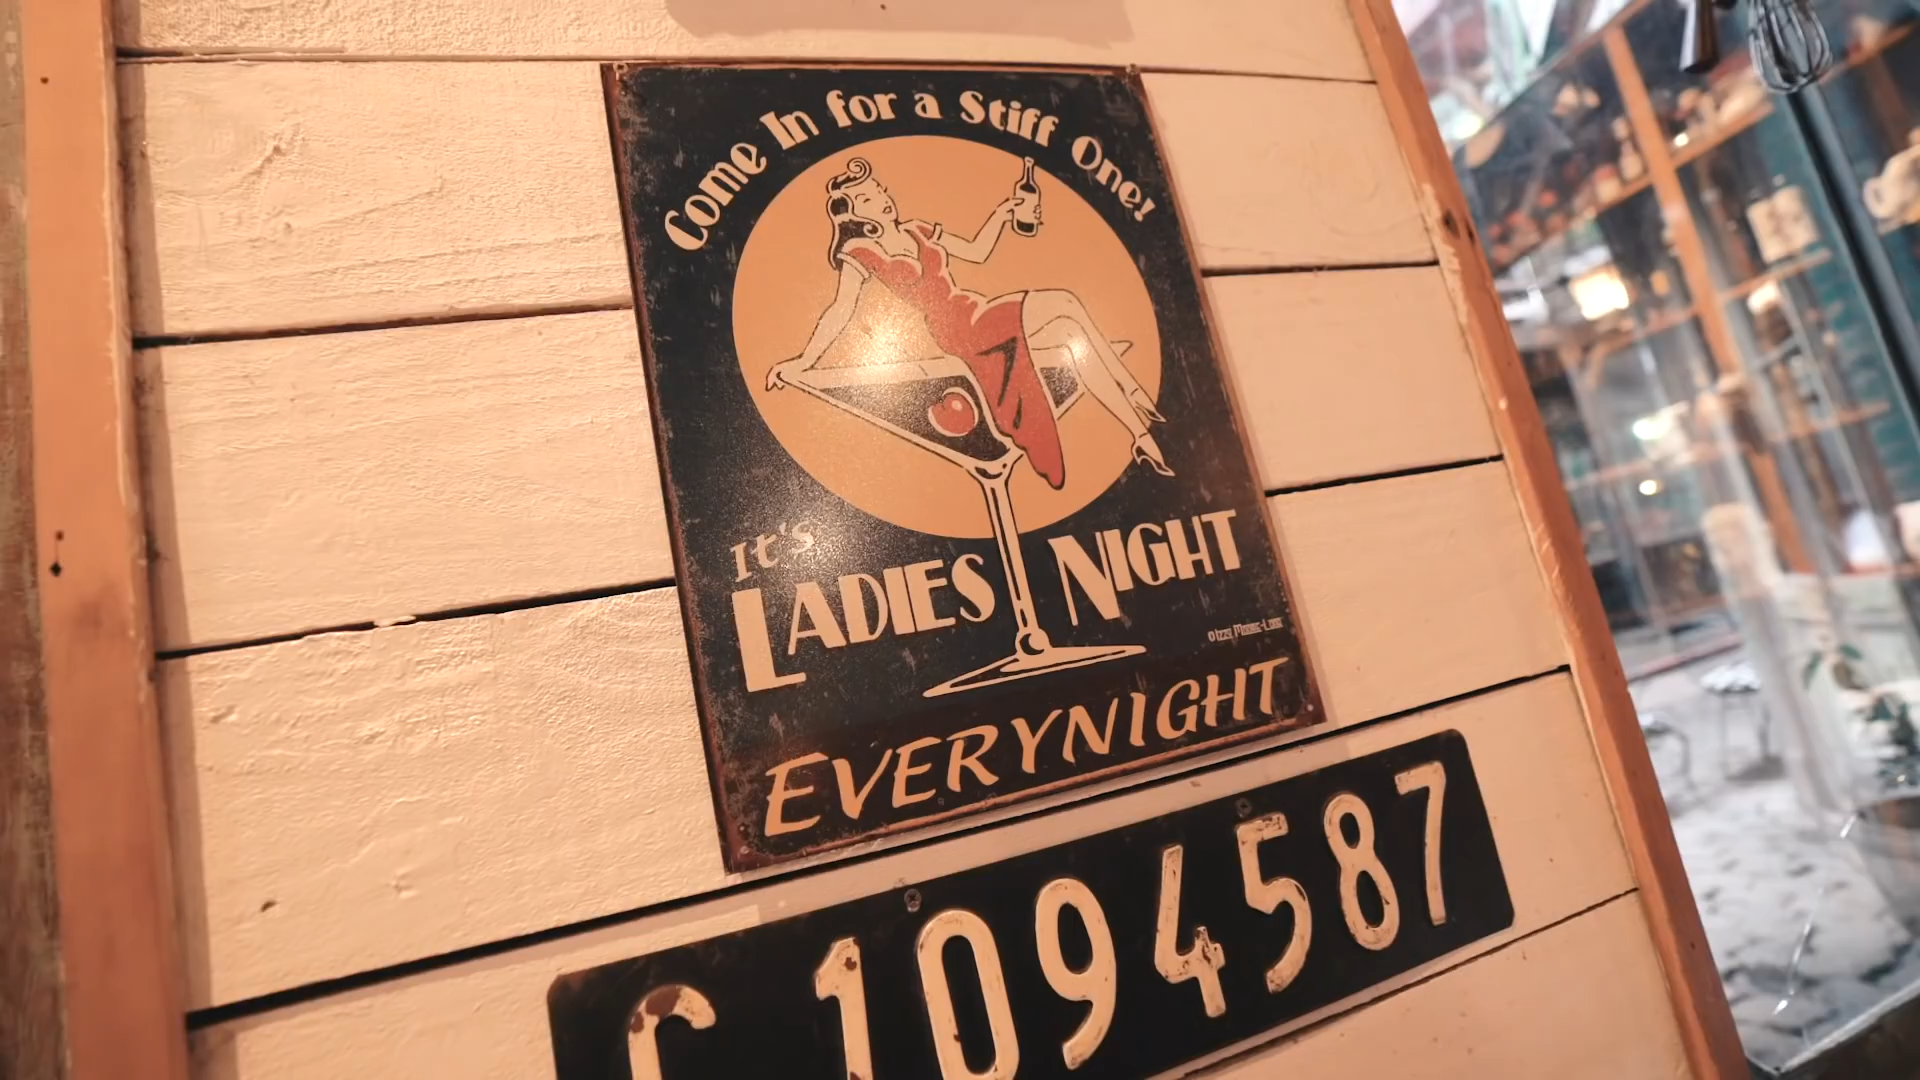 Come In for a Stiff One!
It's
LADIES NIGHT
EVERYNIGHT
C 1094587